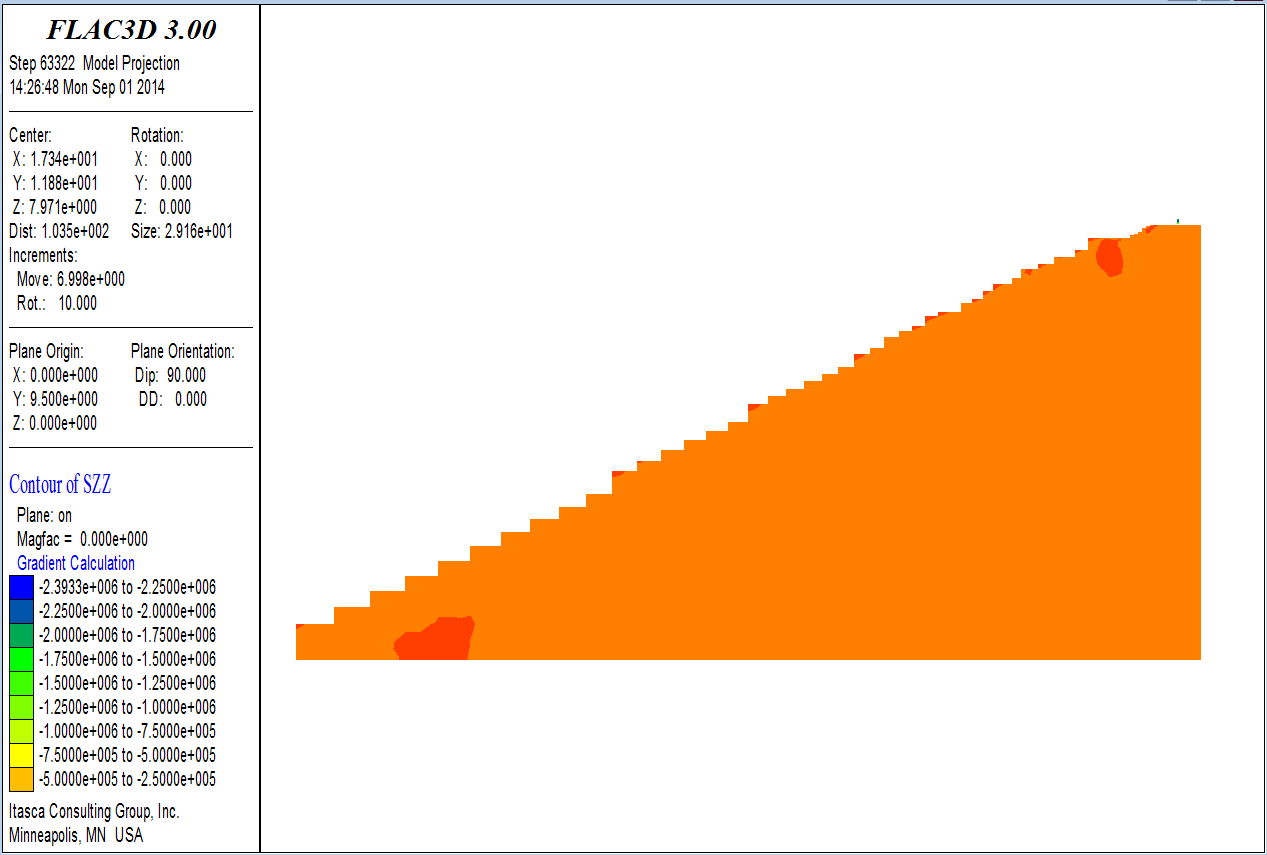 FLAC3D 3.00
Step 63322 Model Projection
14:26:48 Mon Sep 01 2014
Center: Rotation:
X: 1.734e+001 X: 0.000
Y: 1.188e+001 Y: 0.000
Z: 7.971e+000 Z: 0.000
Dist: 1.035e+002 Size: 2.916e+001
Increments:
Move: 6.998e+000
Rot.: 10.000
Plane Origin: Plane Orientation:
X: 0.000e+000 Dip: 90.000
Y: 9.500e+000 DD: 0.000
Z: 0.000e+000
Contour of SZZ
Plane: on
Magfac = 0.000e+000
Gradient Calculation
-2.3933e+006 to -2.2500e+006
-2.2500e+006 to -2.0000e+006
-2.0000e+006 to -1.7500e+006
-1.7500e+006 to -1.5000e+006
-1.5000e+006 to -1.2500e+006
-1.2500e+006 to -1.0000e+006
-1.0000e+006 to -7.5000e+005
-7.5000e+005 to -5.0000e+005
-5.0000e+005 to -2.5000e+005
Itasca Consulting Group, Inc.
Minneapolis, MN USA